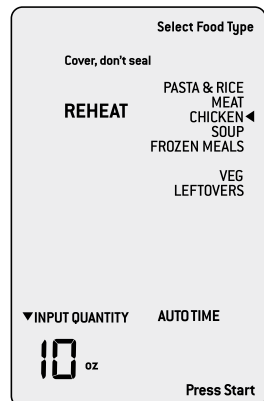 Select Food Type
Cover, don't seal
REHEAT
PASTA & RICE
MEAT
CHICKEN◄
SOUP
FROZEN MEALS
VEG
LEFTOVERS
▼INPUT QUANTITY AUTO TIME
10 oz
Press Start